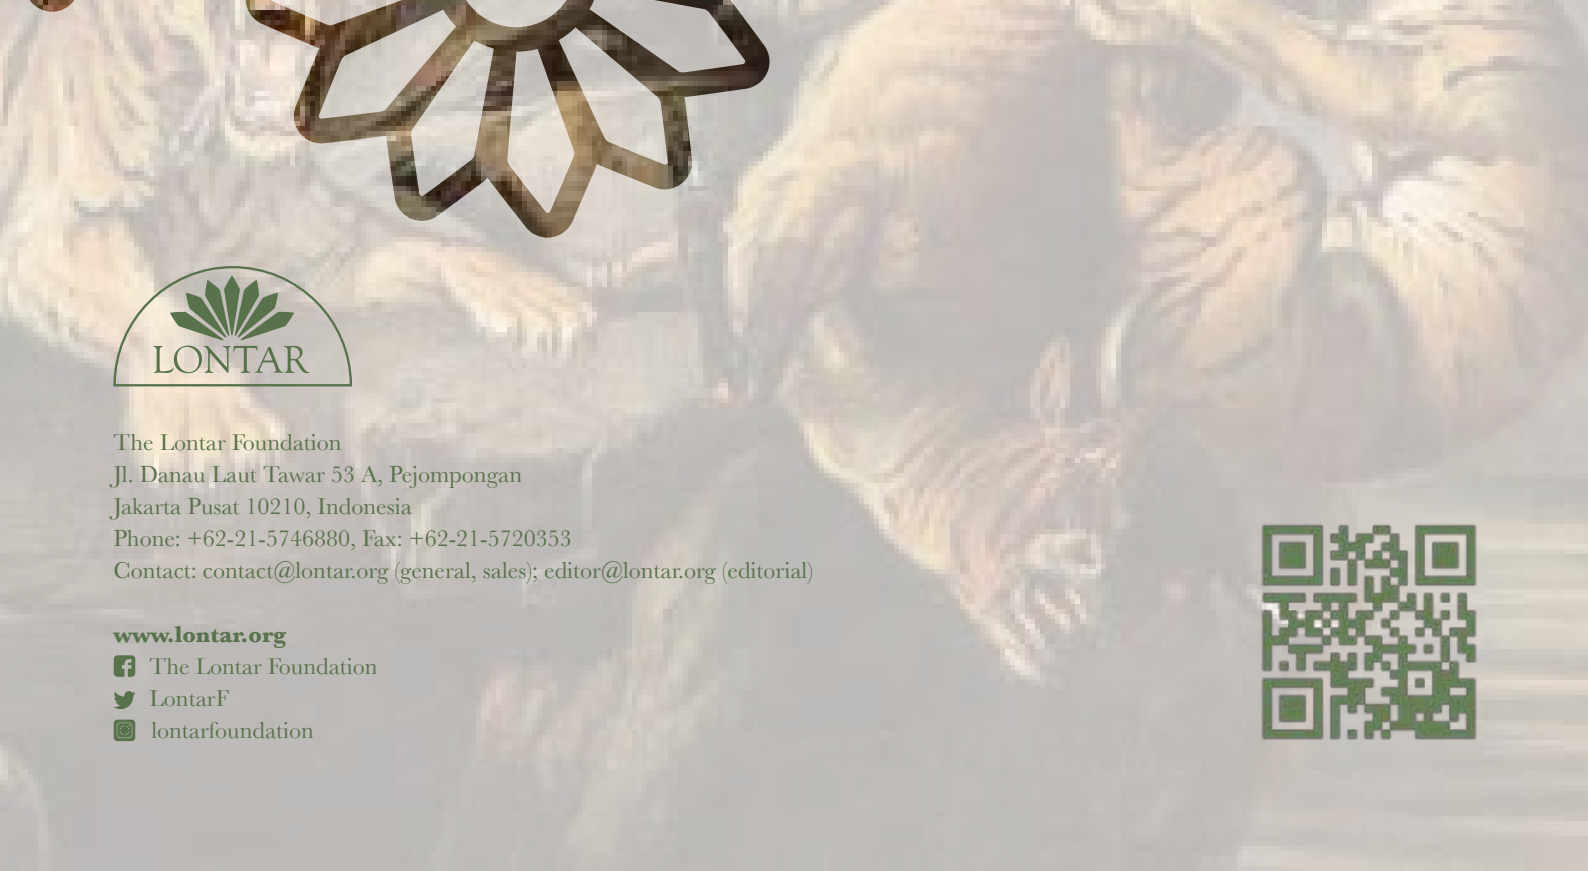 LONTAR
The Lontar Foundation
Jl. Danau Laut Tawar 53 A, Pejompongan
Jakarta Pusat 10210, Indonesia
Phone: +62-21-5746880, Fax: +62-21-5720353
Contact: contact@lontar.org (general, sales); editor@lontar.org (editorial)
www.lontar.org
The Lontar Foundation
LontarF
lontarfoundation